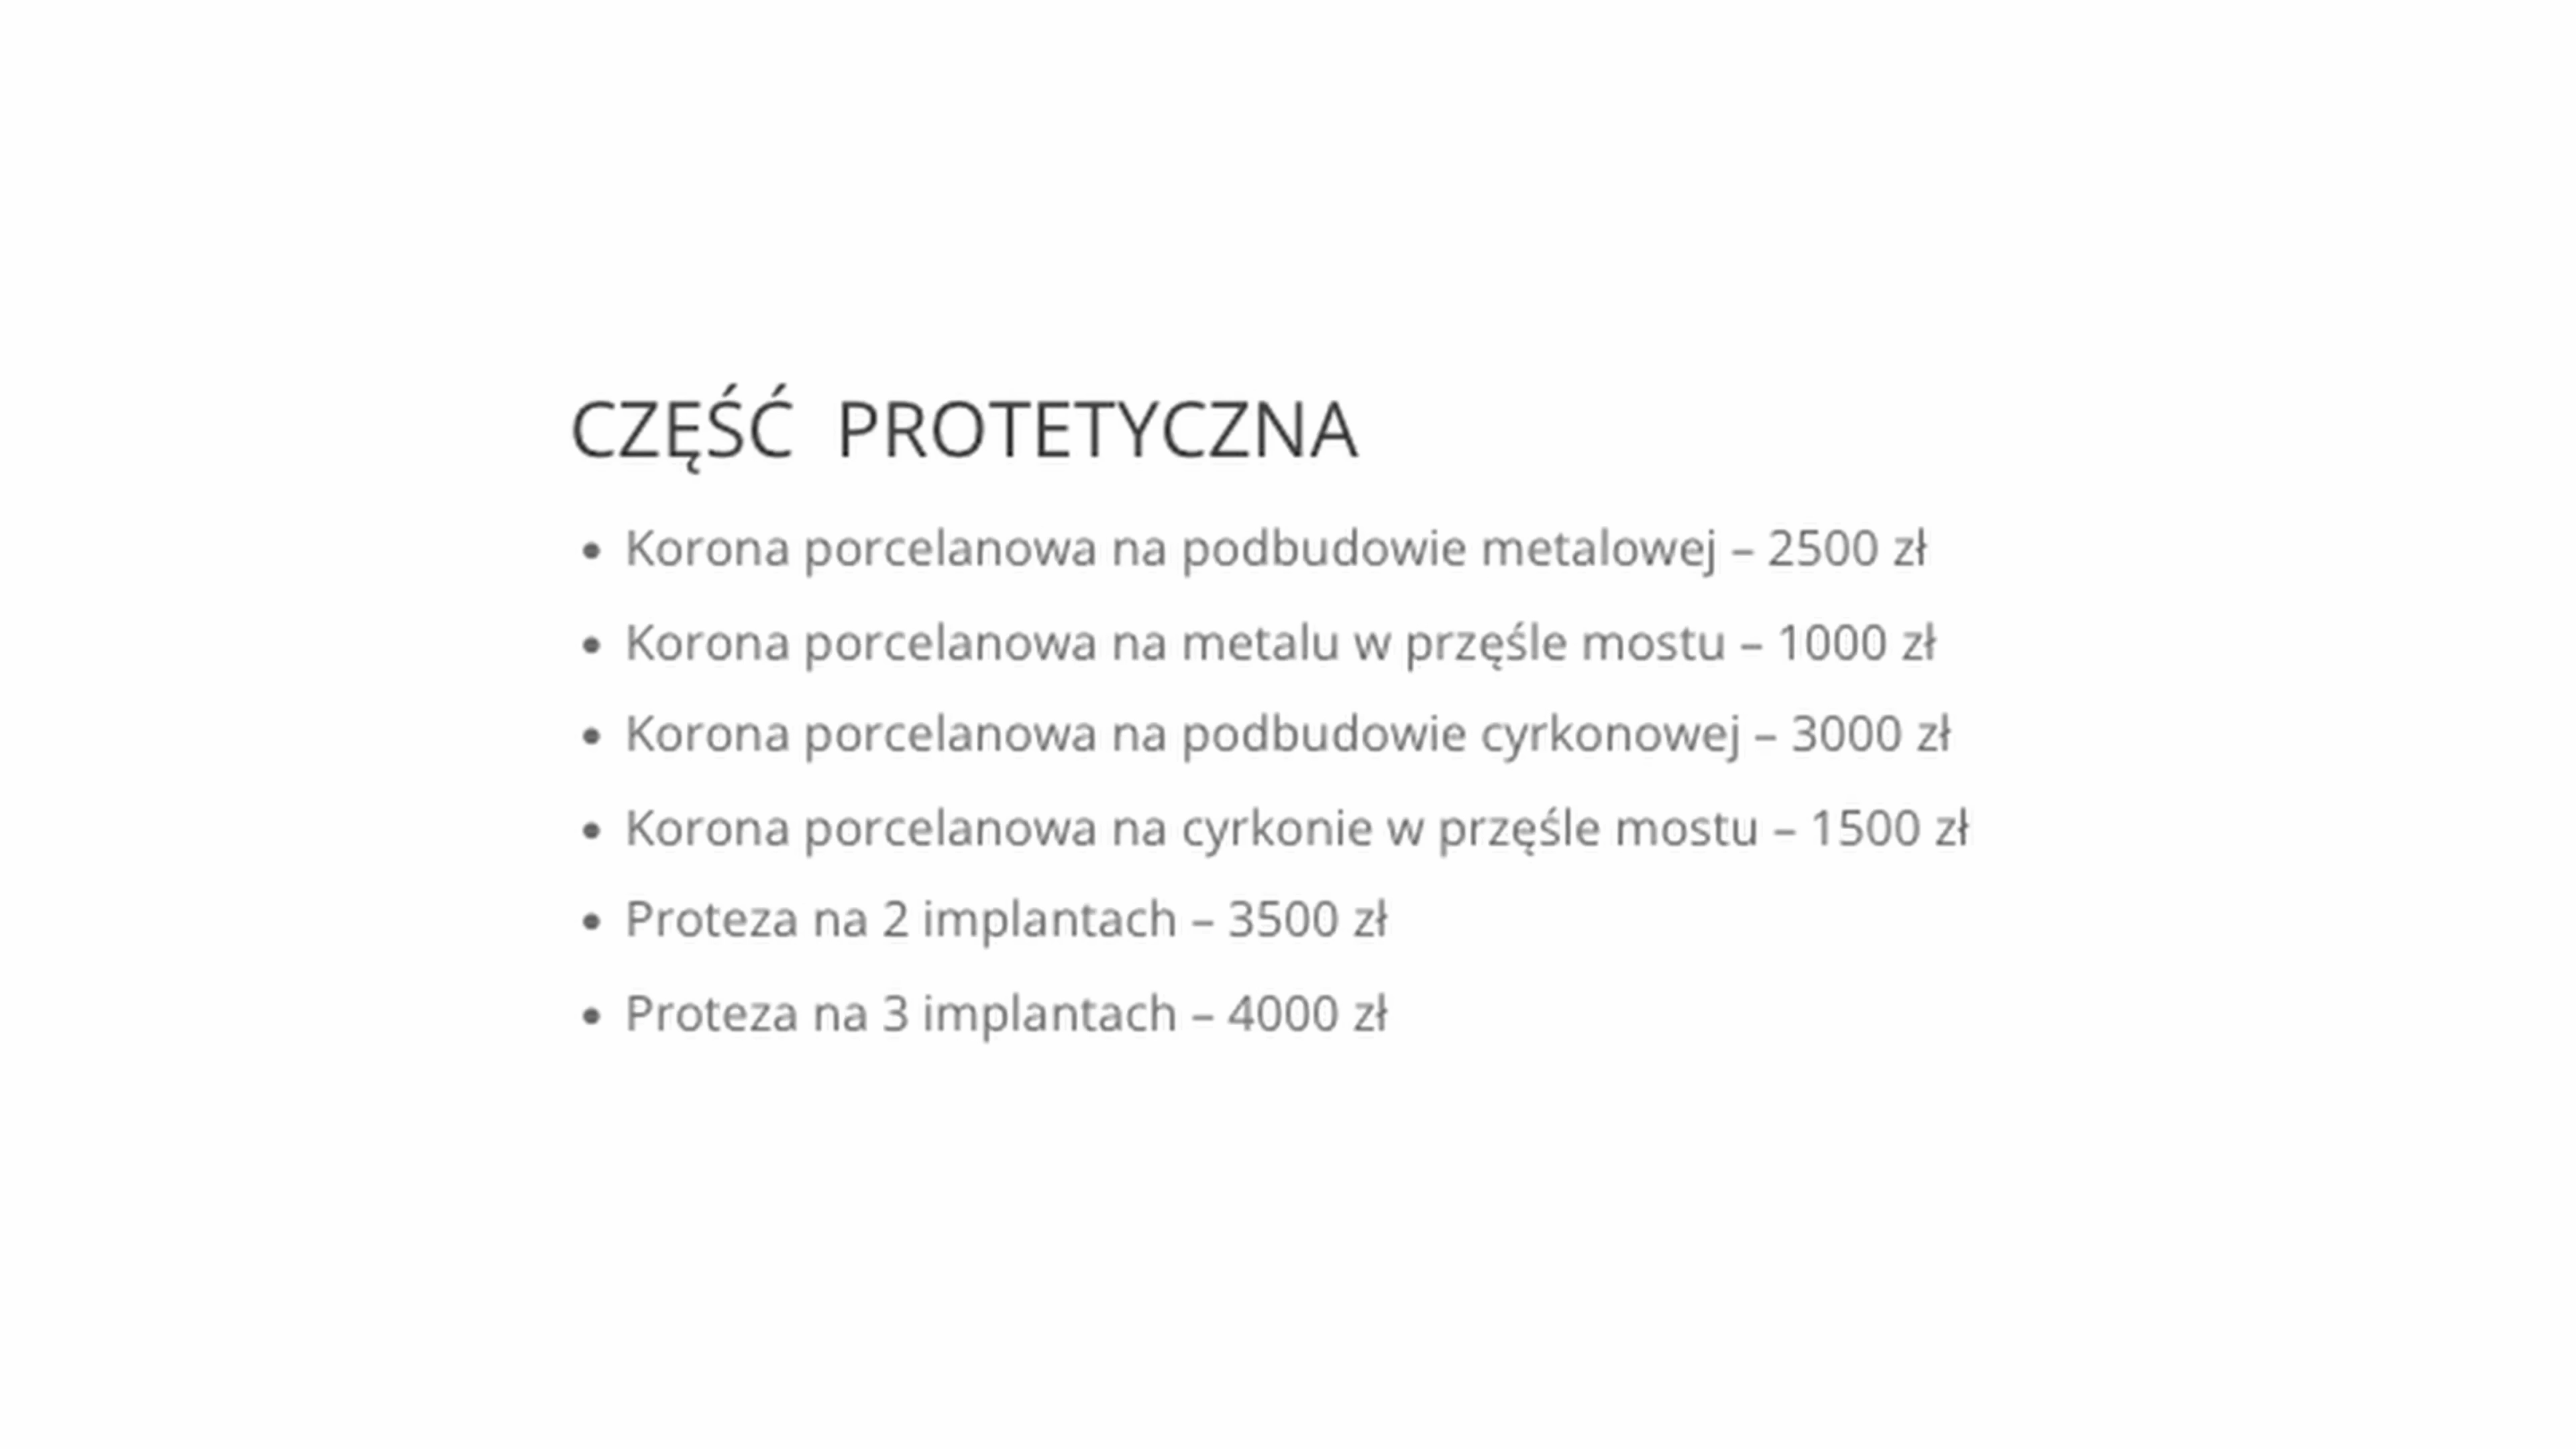 CZĘŚĆ PROTETYCZNA
• Korona porcelanowa na podbudowie metalowej – 2500 zł
• Korona porcelanowa na metalu w przęśle mostu – 1000 zł
• Korona porcelanowa na podbudowie cyrkonowej – 3000 zł
• Korona porcelanowa na cyrkonie w przęśle mostu – 1500 zł
• Proteza na 2 implantach – 3500 zł
• Proteza na 3 implantach – 4000 zł